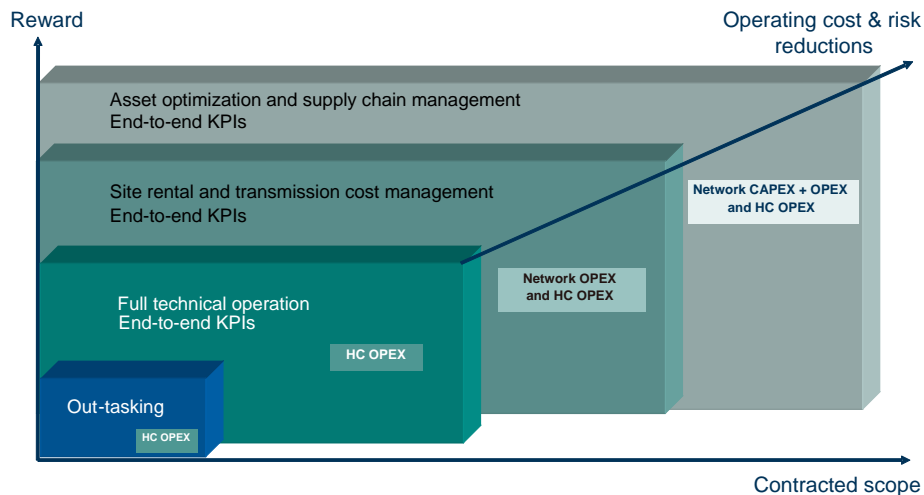 Reward
Operating cost & risk
reductions
Asset optimization and supply chain management
End-to-end KPIs
Site rental and transmission cost management
End-to-end KPIs
Network CAPEX + OPEX
and HC OPEX
Network OPEX
and HC OPEX
Full technical operation
End-to-end KPIs
HC OPEX
Out-tasking
HC OPEX
Contracted scope